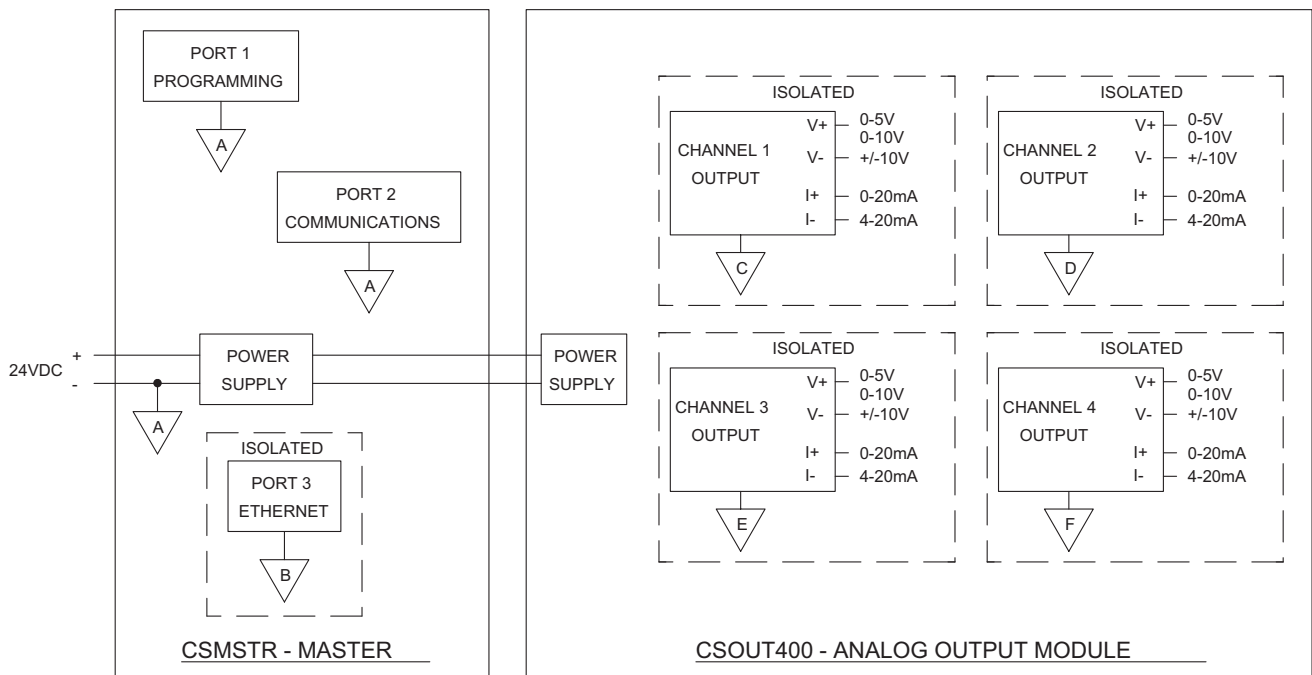 PORT 1
PROGRAMMING
A
PORT 2
COMMUNICATIONS
A
24VDC
+
-
POWER
SUPPLY
A
ISOLATED
PORT 3
ETHERNET
B
CSMSTR - MASTER
POWER
SUPPLY
ISOLATED
CHANNEL 1
OUTPUT
V+ 0-5V
0-10V
V- +/-10V
I+ 0-20mA
I- 4-20mA
C
ISOLATED
CHANNEL 2
OUTPUT
V+ 0-5V
0-10V
V- +/-10V
I+ 0-20mA
I- 4-20mA
D
ISOLATED
CHANNEL 3
OUTPUT
V+ 0-5V
0-10V
V- +/-10V
I+ 0-20mA
I- 4-20mA
E
ISOLATED
CHANNEL 4
OUTPUT
V+ 0-5V
0-10V
V- +/-10V
I+ 0-20mA
I- 4-20mA
F
CSOUT400 - ANALOG OUTPUT MODULE